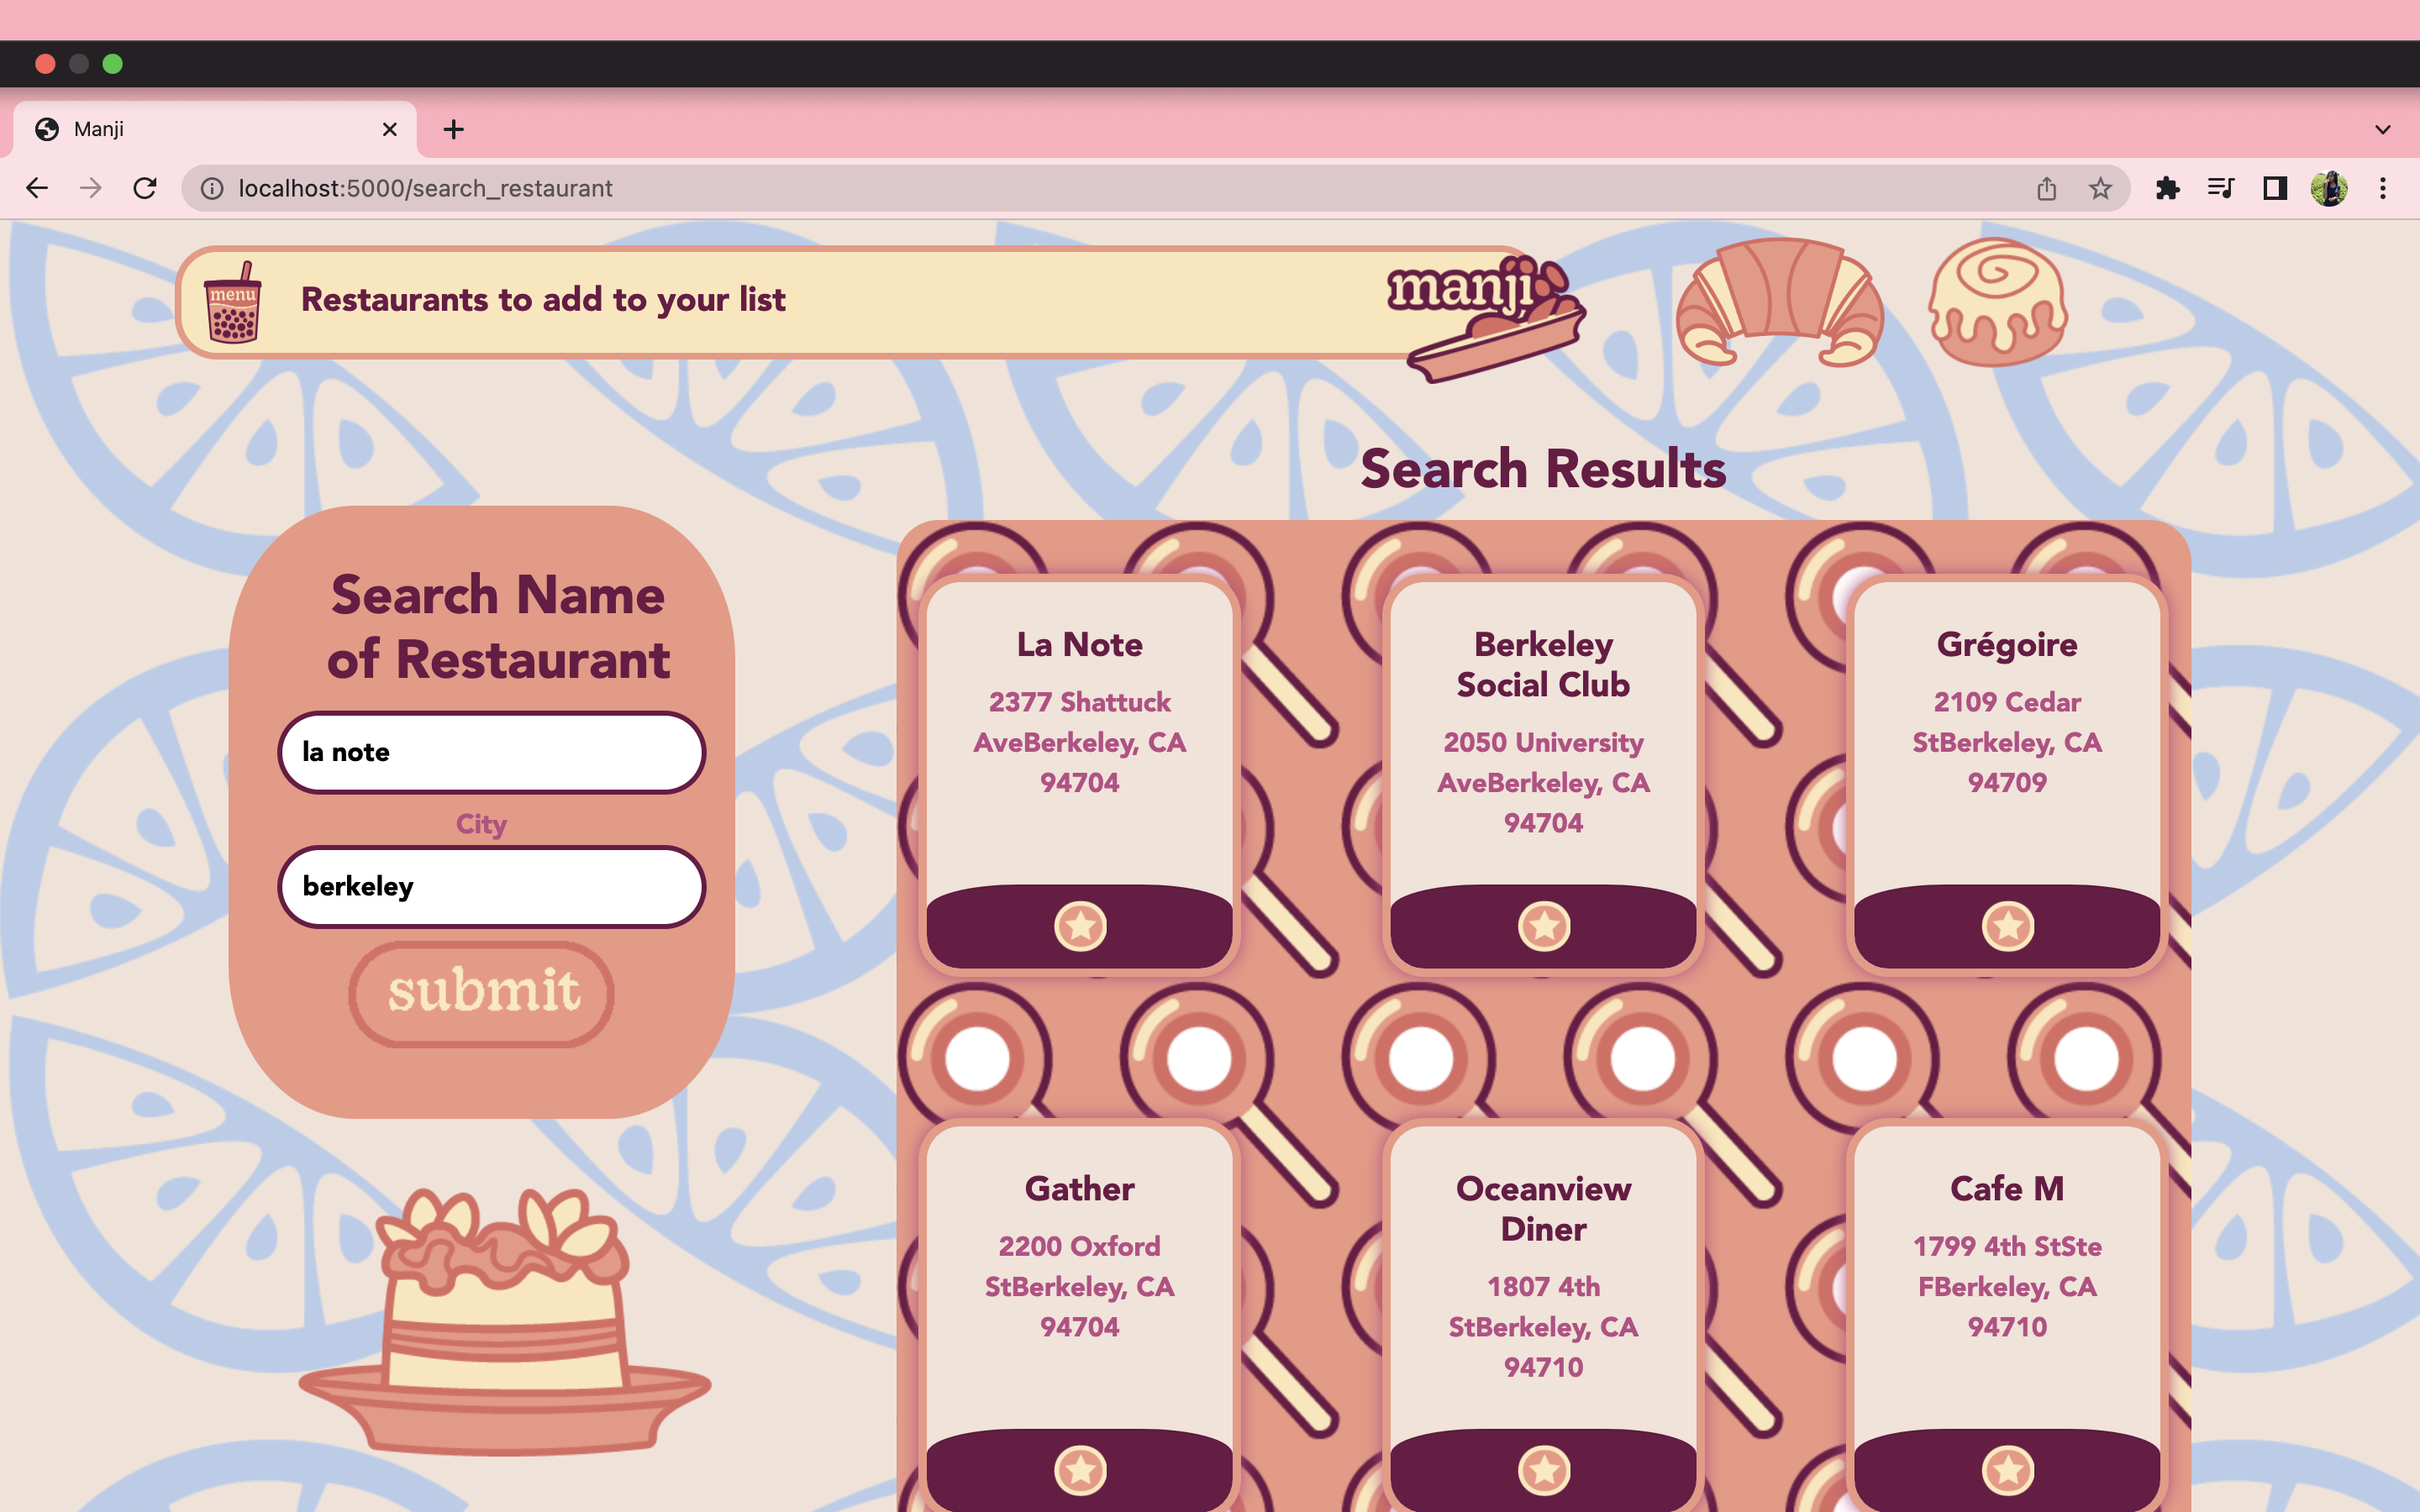 Manji
localhost:5000/search_restaurant
menu
Restaurants to add to your list
manji
Search Name
of Restaurant
la note
City
berkeley
submit
Search Results
La Note
2377 Shattuck
AveBerkeley, CA
94704
Berkeley
Social Club
2050 University
AveBerkeley, CA
94704
Grégoire
2109 Cedar
StBerkeley, CA
94709
Gather
2200 Oxford
StBerkeley, CA
94704
Oceanview
Diner
1807 4th
StBerkeley, CA
94710
Cafe M
1799 4th StSte
FBerkeley, CA
94710